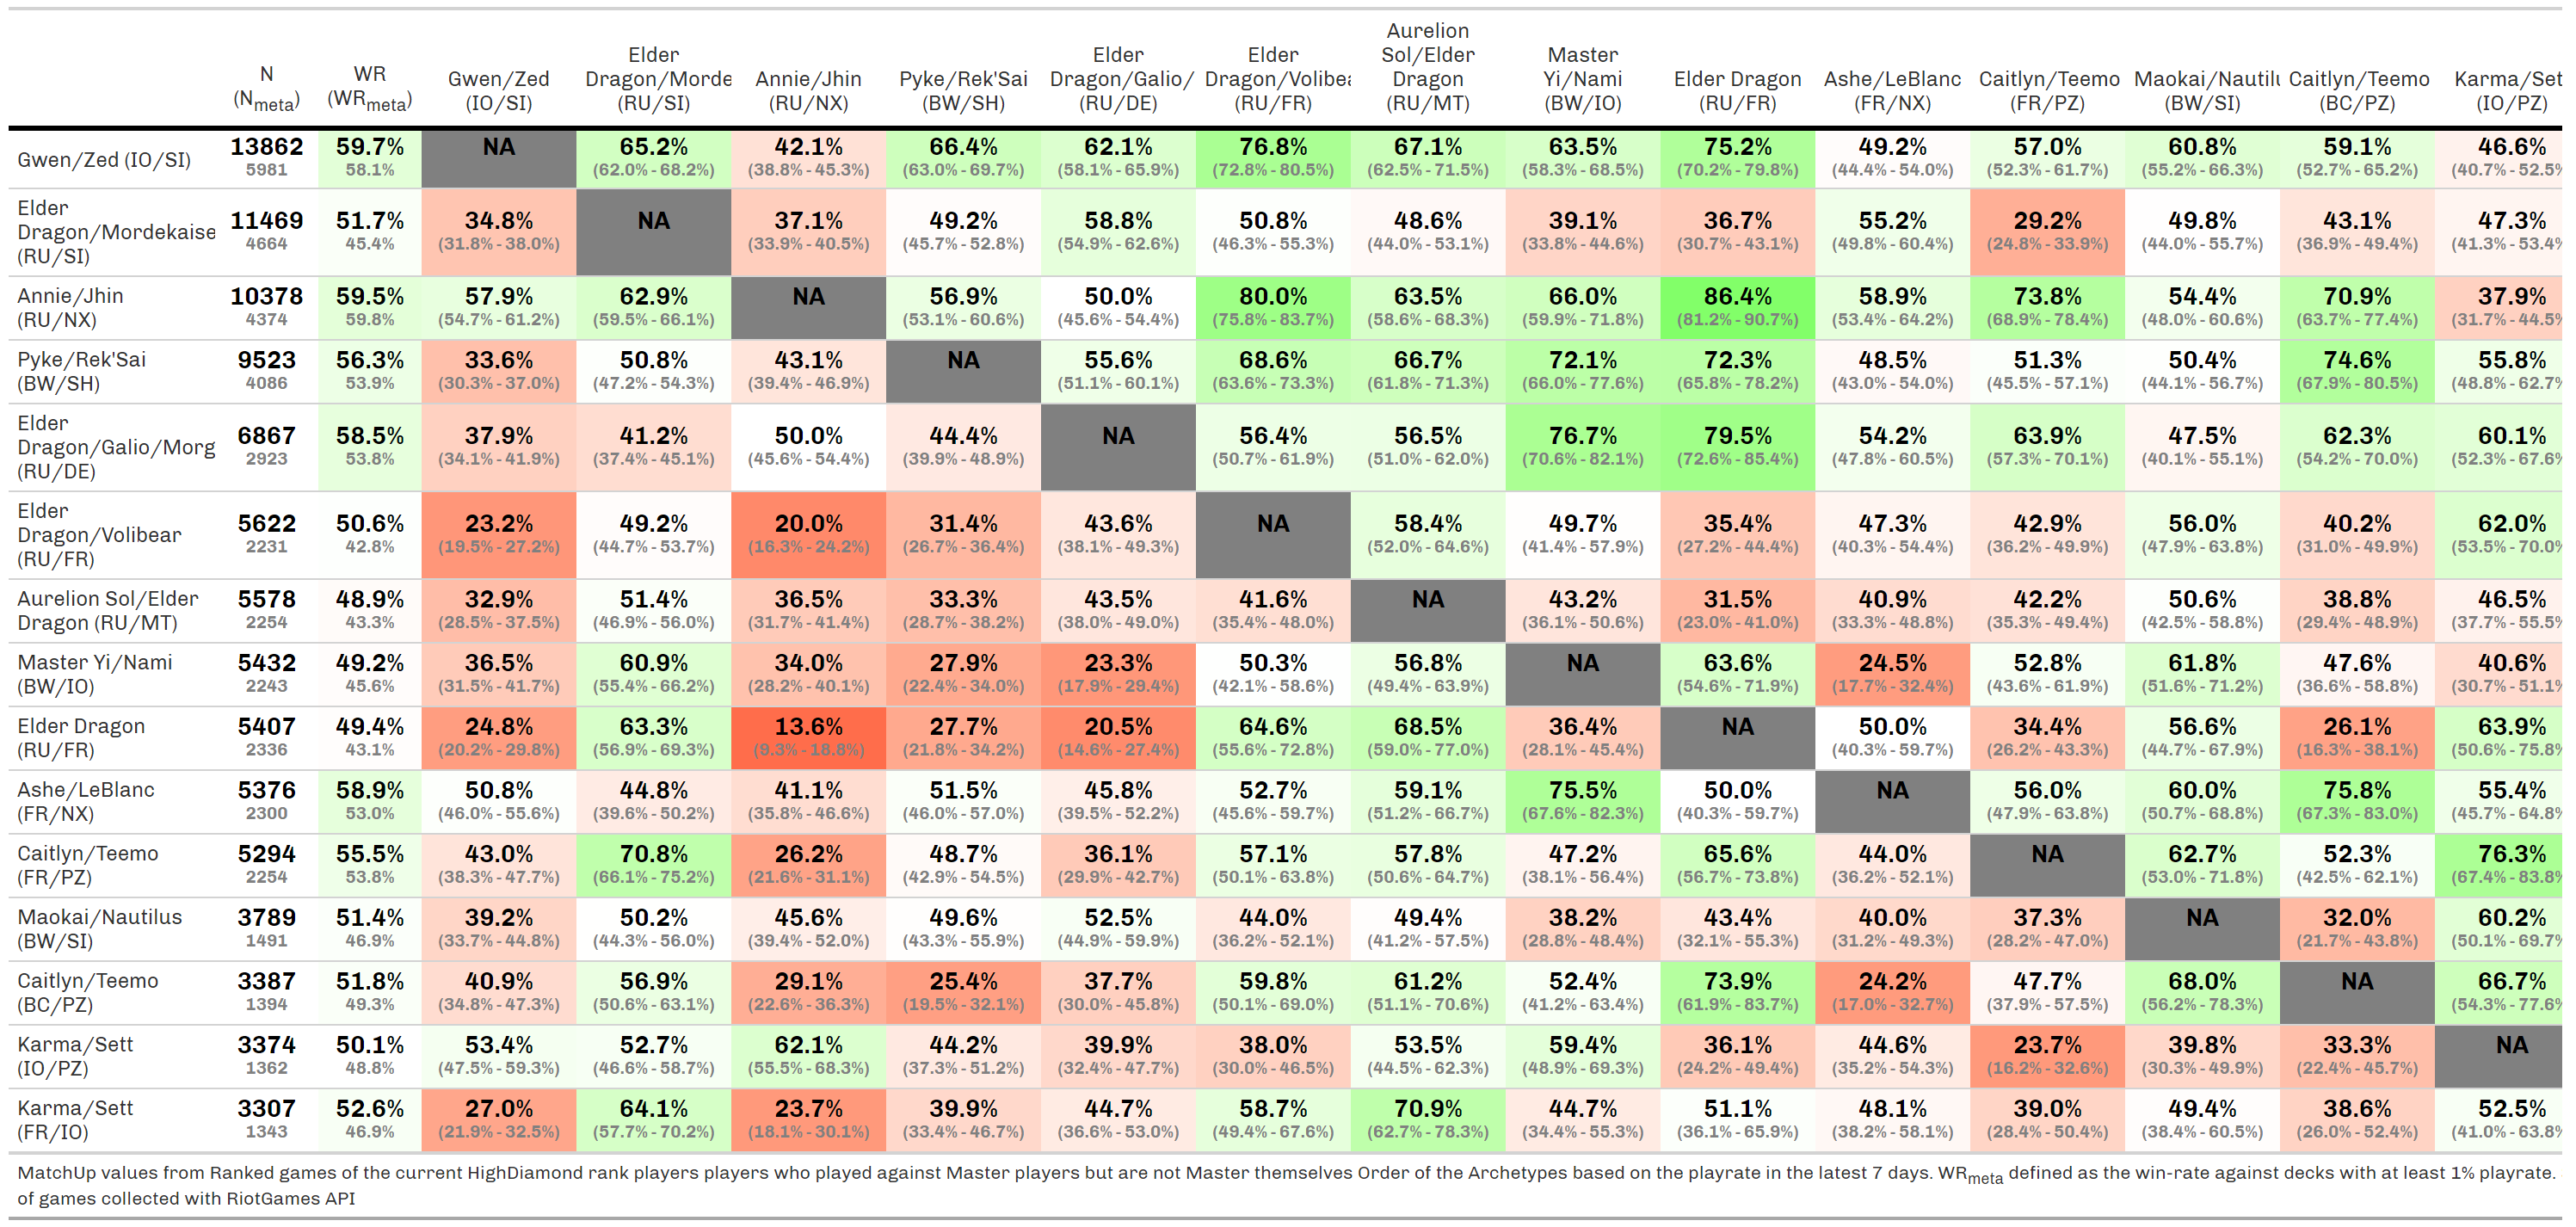 N (Nmeta) WR (WRmeta) Gwen/Zed (IO/SI) Elder Dragon/Morde (RU/SI) Annie/Jhin (RU/NX) Pyke/Rek'Sai (BW/SH) Elder Dragon/Galio/ (RU/DE) Elder Dragon/Volibea (RU/FR) Aurelion Sol/Elder Dragon (RU/MT) Master Yi/Nami (BW/IO) Elder Dragon (RU/FR) Ashe/LeBlanc (FR/NX) Caitlyn/Teemo (FR/PZ) Maokai/Nautilu (BW/SI) Caitlyn/Teemo (BC/PZ) Karma/Set (IO/PZ)
Gwen/Zed (IO/SI) 13862 59.7% NA 65.2% 42.1% 66.4% 62.1% 76.8% 67.1% 63.5% 75.2% 49.2% 57.0% 60.8% 59.1% 46.6%
5981 58.1% (62.0% - 68.2%) (38.8% - 45.3%) (63.0% - 69.7%) (58.1% - 65.9%) (72.8% - 80.5%) (62.5% - 71.5%) (58.3% - 68.5%) (70.2% - 79.8%) (44.4% - 54.0%) (52.3% - 61.7%) (55.2% - 66.3%) (52.7% - 65.2%) (40.7% - 52.5%
Elder Dragon/Mordekaise (RU/SI) 11469 51.7% 34.8% NA 37.1% 49.2% 58.8% 50.8% 48.6% 39.1% 36.7% 55.2% 29.2% 49.8% 43.1% 47.3%
4664 45.4% (31.8% - 38.0%) (33.9% - 40.5%) (45.7% - 52.8%) (54.9% - 62.6%) (46.3% - 55.3%) (44.0% - 53.1%) (33.8% - 44.6%) (30.7% - 43.1%) (49.8% - 60.4%) (24.8% - 33.9%) (44.0% - 55.7%) (36.9% - 49.4%) (41.3% - 53.4%
Annie/Jhin (RU/NX) 10378 59.5% 57.9% 62.9% NA 56.9% 50.0% 80.0% 63.5% 66.0% 86.4% 58.9% 73.8% 54.4% 70.9% 37.9%
4374 59.8% (54.7% - 61.2%) (59.5% - 66.1%) (53.1% - 60.6%) (45.6% - 54.4%) (75.8% - 83.7%) (58.6% - 68.3%) (59.9% - 71.8%) (81.2% - 90.7%) (53.4% - 64.2%) (68.9% - 78.4%) (48.0% - 60.6%) (63.7% - 77.4%) (31.7% - 44.5%
Pyke/Rek'Sai (BW/SH) 9523 56.3% 33.6% 50.8% 43.1% NA 55.6% 68.6% 66.7% 72.1% 72.3% 48.5% 51.3% 50.4% 74.6% 55.8%
4086 53.9% (30.3% - 37.0%) (47.2% - 54.3%) (39.4% - 46.9%) (51.1% - 60.1%) (63.6% - 73.3%) (61.8% - 71.3%) (66.0% - 77.6%) (65.8% - 78.2%) (43.0% - 54.0%) (45.5% - 57.1%) (44.1% - 56.7%) (67.9% - 80.5%) (48.8% - 62.7%
Elder Dragon/Galio/Morg (RU/DE) 6867 58.5% 37.9% 41.2% 50.0% 44.4% NA 56.4% 56.5% 76.7% 79.5% 54.2% 63.9% 47.5% 62.3% 60.1%
2923 53.8% (34.1% - 41.9%) (37.4% - 45.1%) (45.6% - 54.4%) (39.9% - 48.9%) (50.7% - 61.9%) (51.0% - 62.0%) (70.6% - 82.1%) (72.6% - 85.4%) (47.8% - 60.5%) (57.3% - 70.1%) (40.1% - 55.1%) (54.2% - 70.0%) (52.3% - 67.6%
Elder Dragon/Volibear (RU/FR) 5622 50.6% 23.2% 49.2% 20.0% 31.4% 43.6% NA 58.4% 49.7% 35.4% 47.3% 42.9% 56.0% 40.2% 62.0%
2231 42.8% (19.5% - 27.2%) (44.7% - 53.7%) (16.3% - 24.2%) (26.7% - 36.4%) (38.1% - 49.3%) (52.0% - 64.6%) (41.4% - 57.9%) (27.2% - 44.4%) (40.3% - 54.4%) (36.2% - 49.9%) (47.9% - 63.8%) (31.0% - 49.9%) (53.5% - 70.0%
Aurelion Sol/Elder Dragon (RU/MT) 5578 48.9% 32.9% 51.4% 36.5% 33.3% 43.5% 41.6% NA 43.2% 31.5% 40.9% 42.2% 50.6% 38.8% 46.5%
2254 43.3% (28.5% - 37.5%) (46.9% - 56.0%) (31.7% - 41.4%) (28.7% - 38.2%) (38.0% - 49.0%) (35.4% - 48.0%) (36.1% - 50.6%) (23.0% - 41.0%) (33.3% - 48.8%) (35.3% - 49.4%) (42.5% - 58.8%) (29.4% - 48.9%) (37.7% - 55.5%
Master Yi/Nami (BW/IO) 5432 49.2% 36.5% 60.9% 34.0% 27.9% 23.3% 50.3% 56.8% NA 63.6% 24.5% 52.8% 61.8% 47.6% 40.6%
2243 45.6% (31.5% - 41.7%) (55.4% - 66.2%) (28.2% - 40.1%) (22.4% - 34.0%) (17.9% - 29.4%) (42.1% - 58.6%) (49.4% - 63.9%) (54.6% - 71.9%) (17.7% - 32.4%) (43.6% - 61.9%) (51.6% - 71.2%) (36.6% - 58.8%) (30.7% - 51.1%
Elder Dragon (RU/FR) 5407 49.4% 24.8% 63.3% 13.6% 27.7% 20.5% 64.6% 68.5% 36.4% NA 50.0% 34.4% 56.6% 26.1% 63.9%
2336 43.1% (20.2% - 29.8%) (56.9% - 69.3%) (9.3% - 18.8%) (21.8% - 34.2%) (14.6% - 27.4%) (55.6% - 72.8%) (59.0% - 77.0%) (28.1% - 45.4%) (40.3% - 59.7%) (26.2% - 43.3%) (44.7% - 67.9%) (16.3% - 38.1%) (50.6% - 75.8%
Ashe/LeBlanc (FR/NX) 5376 58.9% 50.8% 44.8% 41.1% 51.5% 45.8% 52.7% 59.1% 75.5% 50.0% NA 56.0% 60.0% 75.8% 55.4%
2300 53.0% (46.0% - 55.6%) (39.6% - 50.2%) (35.8% - 46.6%) (46.0% - 57.0%) (39.5% - 52.2%) (45.6% - 59.7%) (51.2% - 66.7%) (67.6% - 82.3%) (40.3% - 59.7%) (47.9% - 63.8%) (50.7% - 68.8%) (67.3% - 83.0%) (45.7% - 64.8%
Caitlyn/Teemo (FR/PZ) 5294 55.5% 43.0% 70.8% 26.2% 48.7% 36.1% 57.1% 57.8% 47.2% 65.6% 44.0% NA 62.7% 52.3% 76.3%
2254 53.8% (38.3% - 47.7%) (66.1% - 75.2%) (21.6% - 31.1%) (42.9% - 54.5%) (29.9% - 42.7%) (50.1% - 63.8%) (50.6% - 64.7%) (38.1% - 56.4%) (56.7% - 73.8%) (36.2% - 52.1%) (53.0% - 71.8%) (42.5% - 62.1%) (67.4% - 83.8%
Maokai/Nautilus (BW/SI) 3789 51.4% 39.2% 50.2% 45.6% 49.6% 52.5% 44.0% 49.4% 38.2% 43.4% 40.0% 37.3% NA 32.0% 60.2%
1491 46.9% (33.7% - 44.8%) (44.3% - 56.0%) (39.4% - 52.0%) (43.3% - 55.9%) (44.9% - 59.9%) (36.2% - 52.1%) (41.2% - 57.5%) (28.8% - 48.4%) (32.1% - 55.3%) (31.2% - 49.3%) (28.2% - 47.0%) (21.7% - 43.8%) (50.1% - 69.7%
Caitlyn/Teemo (BC/PZ) 3387 51.8% 40.9% 56.9% 29.1% 25.4% 37.7% 59.8% 61.2% 52.4% 73.9% 24.2% 47.7% 68.0% NA 66.7%
1394 49.3% (34.8% - 47.3%) (50.6% - 63.1%) (22.6% - 36.3%) (19.5% - 32.1%) (30.0% - 45.8%) (50.1% - 69.0%) (51.1% - 70.6%) (41.2% - 63.4%) (61.9% - 83.7%) (17.0% - 32.7%) (37.9% - 57.5%) (56.2% - 78.3%) (54.3% - 77.6%
Karma/Sett (IO/PZ) 3374 50.1% 53.4% 52.7% 62.1% 44.2% 39.9% 38.0% 53.5% 59.4% 36.1% 44.6% 23.7% 39.8% 33.3% NA
1362 48.8% (47.5% - 59.3%) (46.6% - 58.7%) (55.5% - 68.3%) (37.3% - 51.2%) (32.4% - 47.7%) (30.0% - 46.5%) (44.5% - 62.3%) (48.9% - 69.3%) (24.2% - 49.4%) (35.2% - 54.3%) (16.2% - 32.6%) (30.3% - 49.9%) (22.4% - 45.7%)
Karma/Sett (FR/IO) 3307 52.6% 27.0% 64.1% 23.7% 39.9% 44.7% 58.7% 70.9% 44.7% 51.1% 48.1% 39.0% 49.4% 38.6% 52.5%
1343 46.9% (21.9% - 32.5%) (57.7% - 70.2%) (18.1% - 30.1%) (33.4% - 46.7%) (36.6% - 53.0%) (49.4% - 67.6%) (62.7% - 78.3%) (34.4% - 55.3%) (36.1% - 65.9%) (38.2% - 58.1%) (28.4% - 50.4%) (38.4% - 60.5%) (26.0% - 52.4%) (41.0% - 63.8%
MatchUp values from Ranked games of the current HighDiamond rank players players who played against Master players but are not Master themselves Order of the Archetypes based on the playrate in the latest 7 days. WRmeta defined as the win-rate against decks with at least 1% playrate.
of games collected with RiotGames API